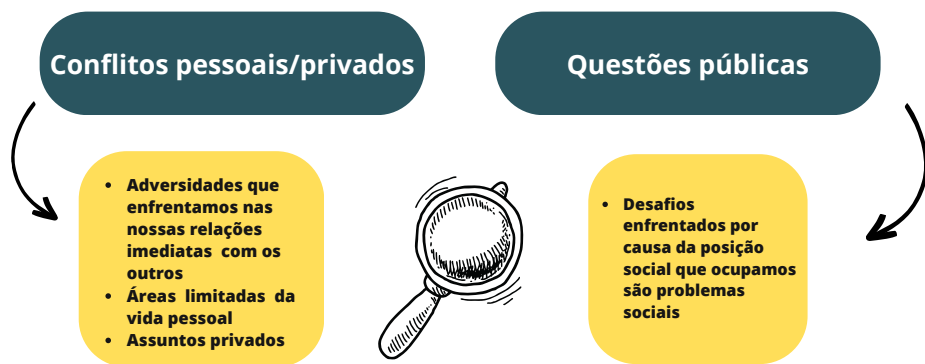 Conflitos pessoais/privados
Questões públicas
• Adversidades que
enfrentamos nas
nossas relações
imediatas com os
outros
• Áreas limitadas da
vida pessoal
• Assuntos privados
• Desafios
enfrentados por
causa da posição
social que ocupamos
são problemas
sociais